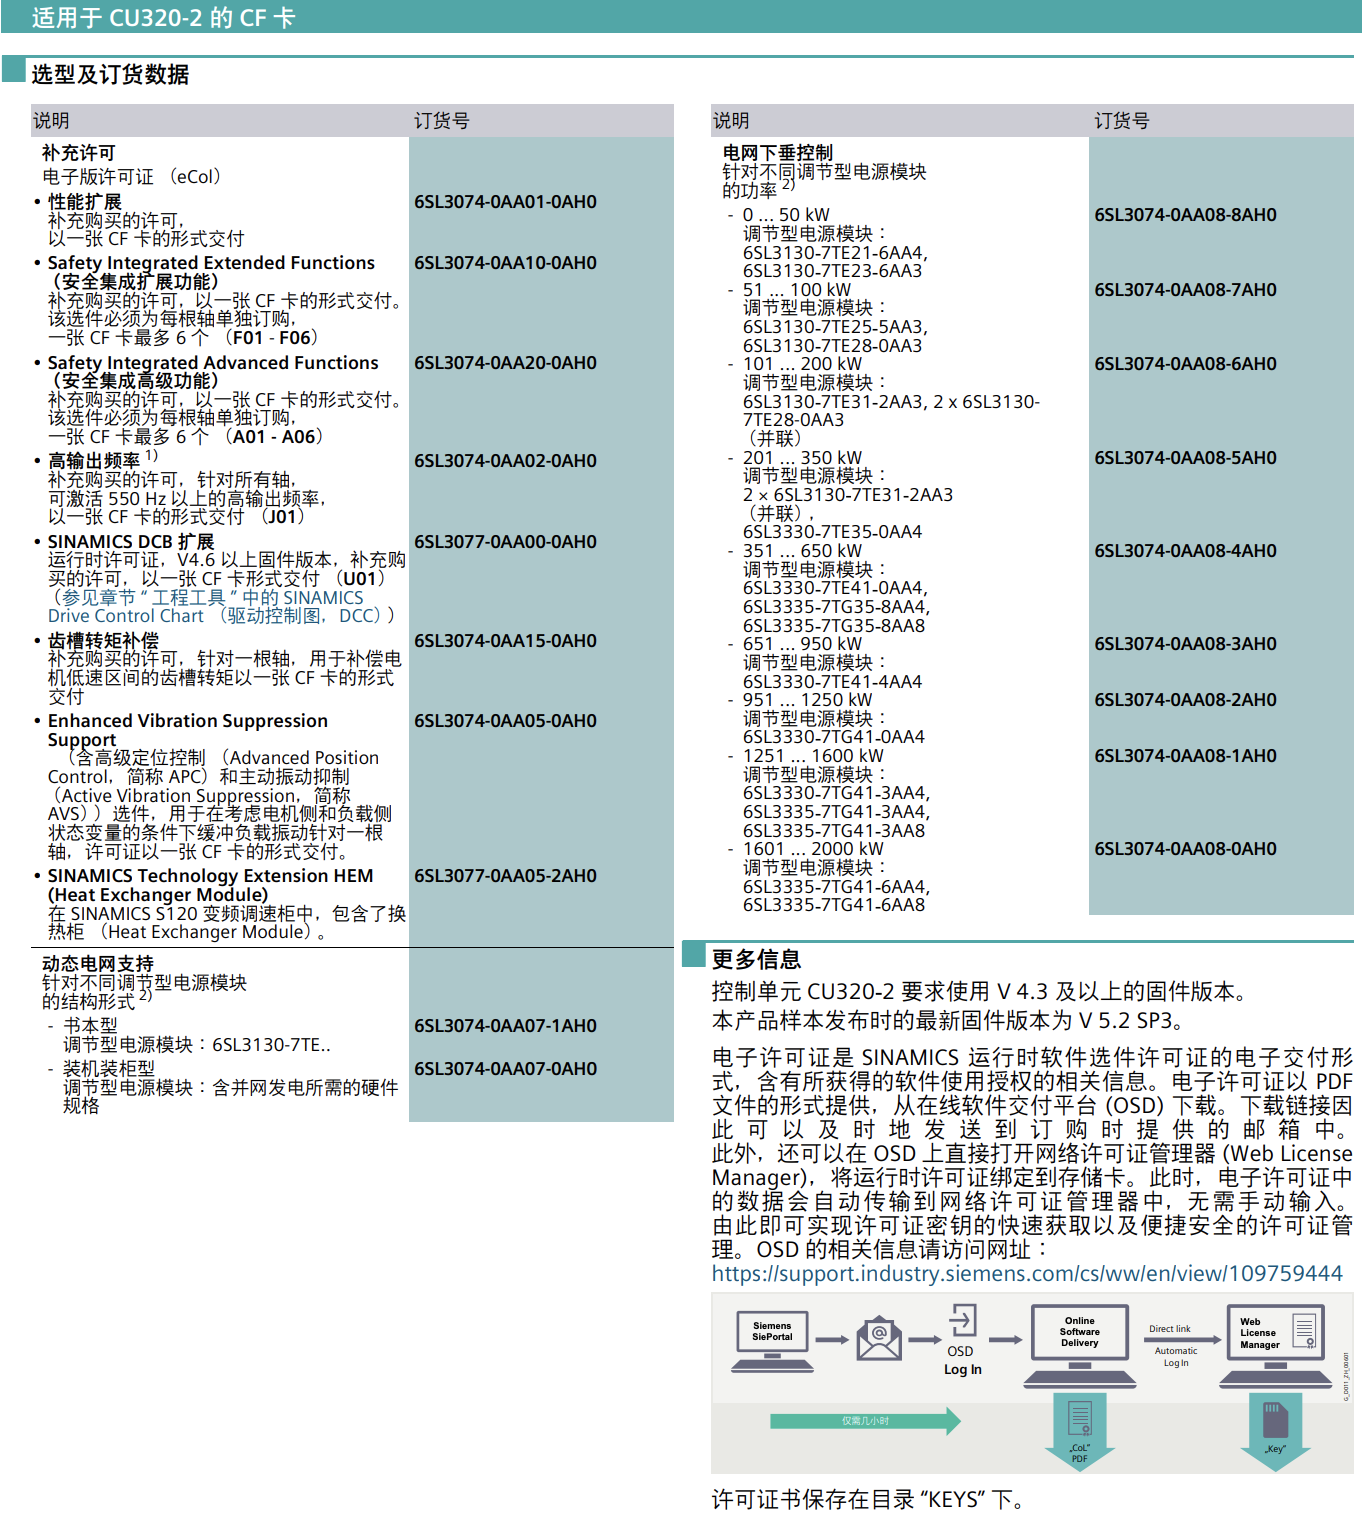 适用于 CU320-2 的 CF 卡
选型及订货数据
说明 订货号
补充许可
电子版许可证 （eCol）
• 性能扩展 6SL3074-0AA01-0AH0
补充购买的许可，
以一张 CF 卡的形式交付
• Safety Integrated Extended Functions 6SL3074-0AA10-0AH0
（安全集成扩展功能）
补充购买的许可，以一张 CF 卡的形式交付。
该选件必须为每根轴单独订购，
一张 CF 卡最多 6 个 （F01 - F06）
• Safety Integrated Advanced Functions 6SL3074-0AA20-0AH0
（安全集成高级功能）
补充购买的许可，以一张 CF 卡的形式交付。
该选件必须为每根轴单独订购，
一张 CF 卡最多 6 个 （A01 - A06）
• 高输出频率 1) 6SL3074-0AA02-0AH0
补充购买的许可，针对所有轴，
可激活 550 Hz 以上的高输出频率，
以一张 CF 卡的形式交付 （J01）
• SINAMICS DCB 扩展 6SL3077-0AA00-0AH0
运行时许可证，V4.6 以上固件版本，补充购
买的许可，以一张 CF 卡形式交付 （U01）
（参见章节 “ 工程工具 ” 中的 SINAMICS
Drive Control Chart （驱动控制图，DCC））
• 齿槽转矩补偿 6SL3074-0AA15-0AH0
补充购买的许可，针对一根轴，用于补偿电
机低速区间的齿槽转矩以一张 CF 卡的形式
交付
• Enhanced Vibration Suppression 6SL3074-0AA05-0AH0
Support
（含高级定位控制 （Advanced Position
Control，简称 APC）和主动振动抑制
（Active Vibration Suppression，简称
AVS））选件，用于在考虑电机侧和负载侧
状态变量的条件下缓冲负载振动针对一根
轴，许可证以一张 CF 卡的形式交付。
• SINAMICS Technology Extension HEM 6SL3077-0AA05-2AH0
(Heat Exchanger Module)
在 SINAMICS S120 变频调速柜中，包含了换
热柜 （Heat Exchanger Module）。
动态电网支持
针对不同调节型电源模块
的结构形式 2)
- 书本型 6SL3074-0AA07-1AH0
调节型电源模块：6SL3130-7TE..
- 装机装柜型 6SL3074-0AA07-0AH0
调节型电源模块：含并网发电所需的硬件
规格
说明 订货号
电网下垂控制
针对不同调节型电源模块
的功率 2)
- 0 ... 50 kW 6SL3074-0AA08-8AH0
调节型电源模块：
6SL3130-7TE21-6AA4,
6SL3130-7TE23-6AA3
- 51 ... 100 kW 6SL3074-0AA08-7AH0
调节型电源模块：
6SL3130-7TE25-5AA3,
6SL3130-7TE28-0AA3
- 101 ... 200 kW 6SL3074-0AA08-6AH0
调节型电源模块：
6SL3130-7TE31-2AA3, 2 x 6SL3130-
7TE28-0AA3
（并联）
- 201 ... 350 kW 6SL3074-0AA08-5AH0
调节型电源模块：
2 × 6SL3130-7TE31-2AA3
（并联），
6SL3330-7TE35-0AA4
- 351 ... 650 kW 6SL3074-0AA08-4AH0
调节型电源模块：
6SL3330-7TE41-0AA4,
6SL3335-7TG35-8AA4,
6SL3335-7TG35-8AA8
- 651 ... 950 kW 6SL3074-0AA08-3AH0
调节型电源模块：
6SL3330-7TE41-4AA4
- 951 ... 1250 kW 6SL3074-0AA08-2AH0
调节型电源模块：
6SL3330-7TG41-0AA4
- 1251 ... 1600 kW 6SL3074-0AA08-1AH0
调节型电源模块：
6SL3330-7TG41-3AA4,
6SL3335-7TG41-3AA4,
6SL3335-7TG41-3AA8
- 1601 ... 2000 kW 6SL3074-0AA08-0AH0
调节型电源模块：
6SL3335-7TG41-6AA4,
6SL3335-7TG41-6AA8
更多信息
控制单元 CU320-2 要求使用 V 4.3 及以上的固件版本。
本产品样本发布时的最新固件版本为 V 5.2 SP3。
电子许可证是 SINAMICS 运行时软件选件许可证的电子交付形
式，含有所获得的软件使用授权的相关信息。电子许可证以 PDF
文件的形式提供，从在线软件交付平台 (OSD) 下载。下载链接因
此可以及时地发送到订购时提供的邮箱中。
此外，还可以在 OSD 上直接打开网络许可证管理器 (Web License
Manager)，将运行时许可证绑定到存储卡。此时，电子许可证中
的数据会自动传输到网络许可证管理器中，无需手动输入。
由此即可实现许可证密钥的快速获取以及便捷安全的许可证管
理。OSD 的相关信息请访问网址：
https://support.industry.siemens.com/cs/ww/en/view/109759444
Siemens
SiePortal
@
OSD
Log In
Online
Software
Delivery
Direct link
Automatic
Log In
Web
License
Manager
G_D011_ZH_00601
仅需几小时
„CoL“
PDF
„Key“
许可证书保存在目录 “KEYS” 下。